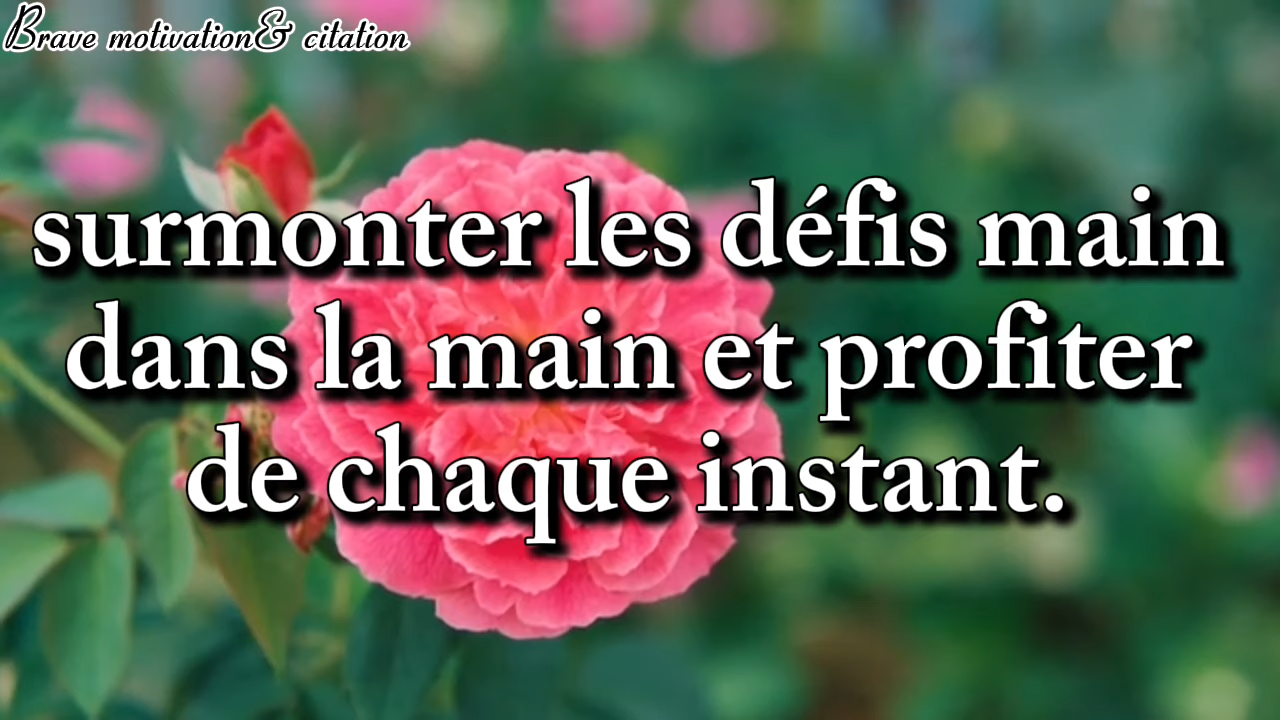 Brave motivation& citation
surmonter les défis main
dans la main et profiter
de chaque instant.